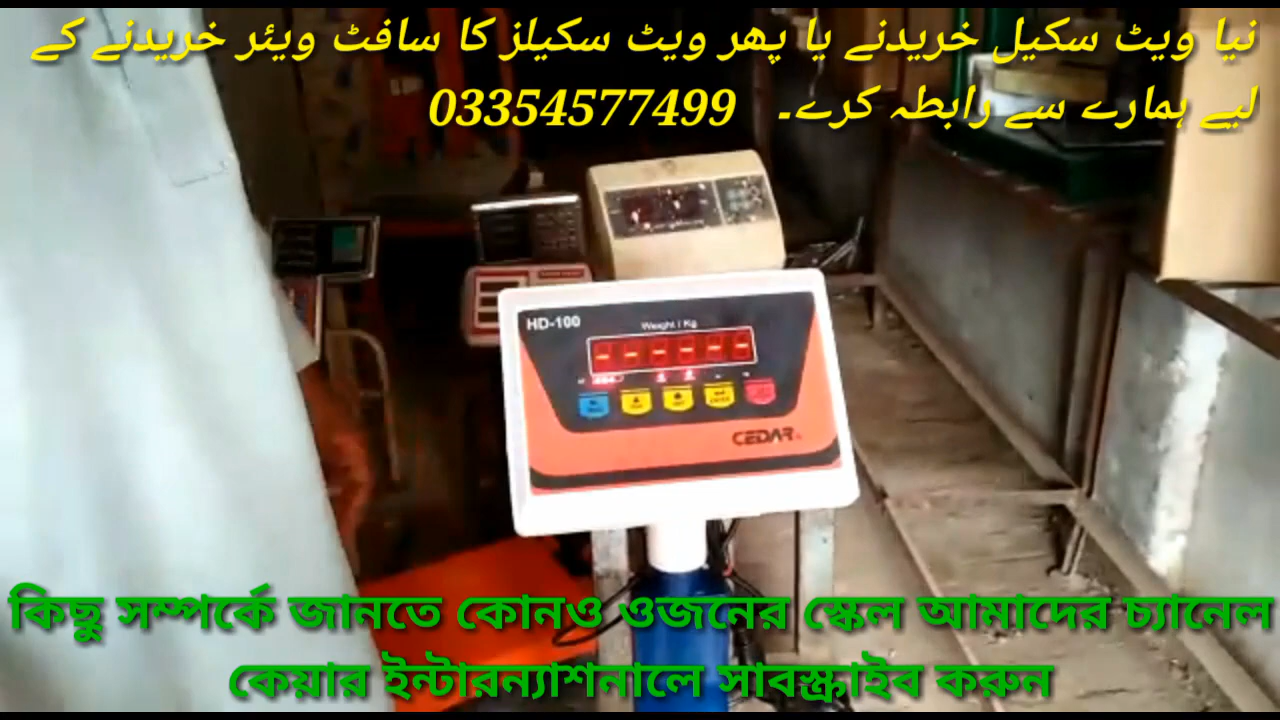 نیا ویٹ سکیل خریدنے یا پھر ویٹ سکیلز کا سافٹ ویئر خریدنے کے
لیے ہمارے سے رابطہ کرے۔ 03354577499
HD-100
Weight / Kg
CEDAR
কিছু সম্পর্কে জানতে কোনও ওজনের স্কেল আমাদের চ্যানেল
কেয়ার ইন্টারন্যাশনালে সাবস্ক্রাইব করুন